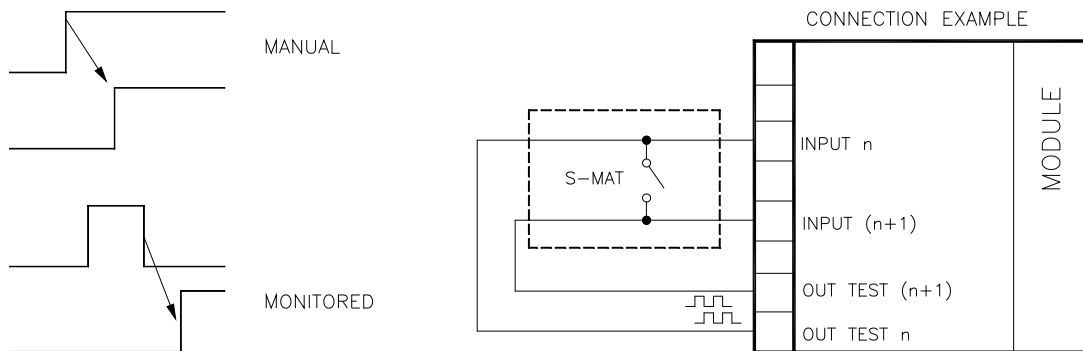 MANUAL
MONITORED
CONNECTION EXAMPLE
S-MAT
INPUT n
INPUT (n+1)
OUT TEST (n+1)
OUT TEST n
MODULE